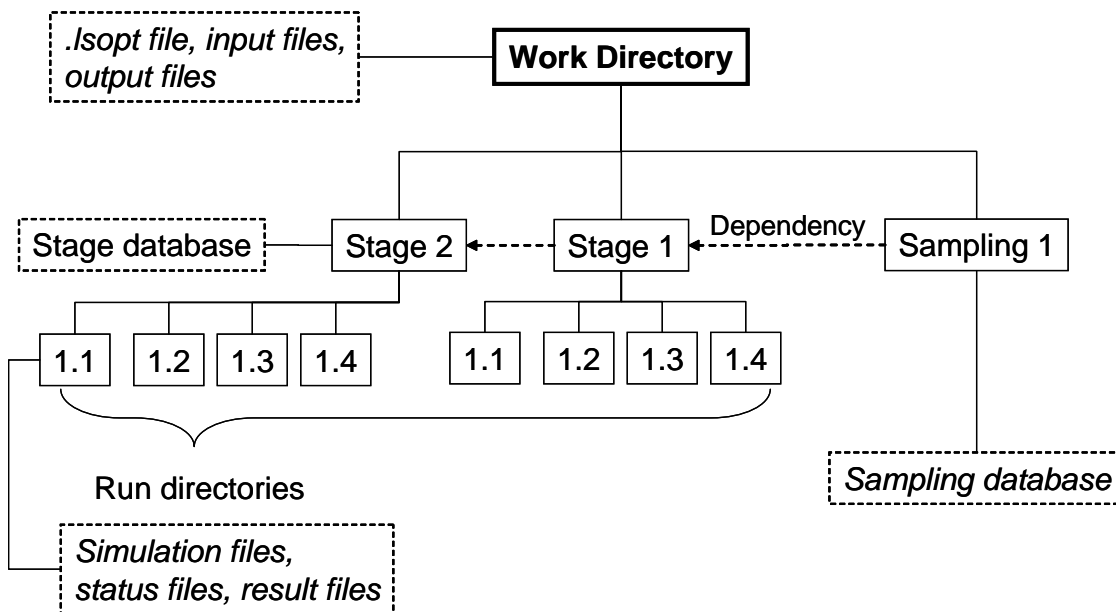 .lsopt file, input files,
output files
Work Directory
Stage database
Stage 2
Stage 1
Dependency
Sampling 1
1.1
1.2
1.3
1.4
1.1
1.2
1.3
1.4
Run directories
Sampling database
Simulation files,
status files, result files